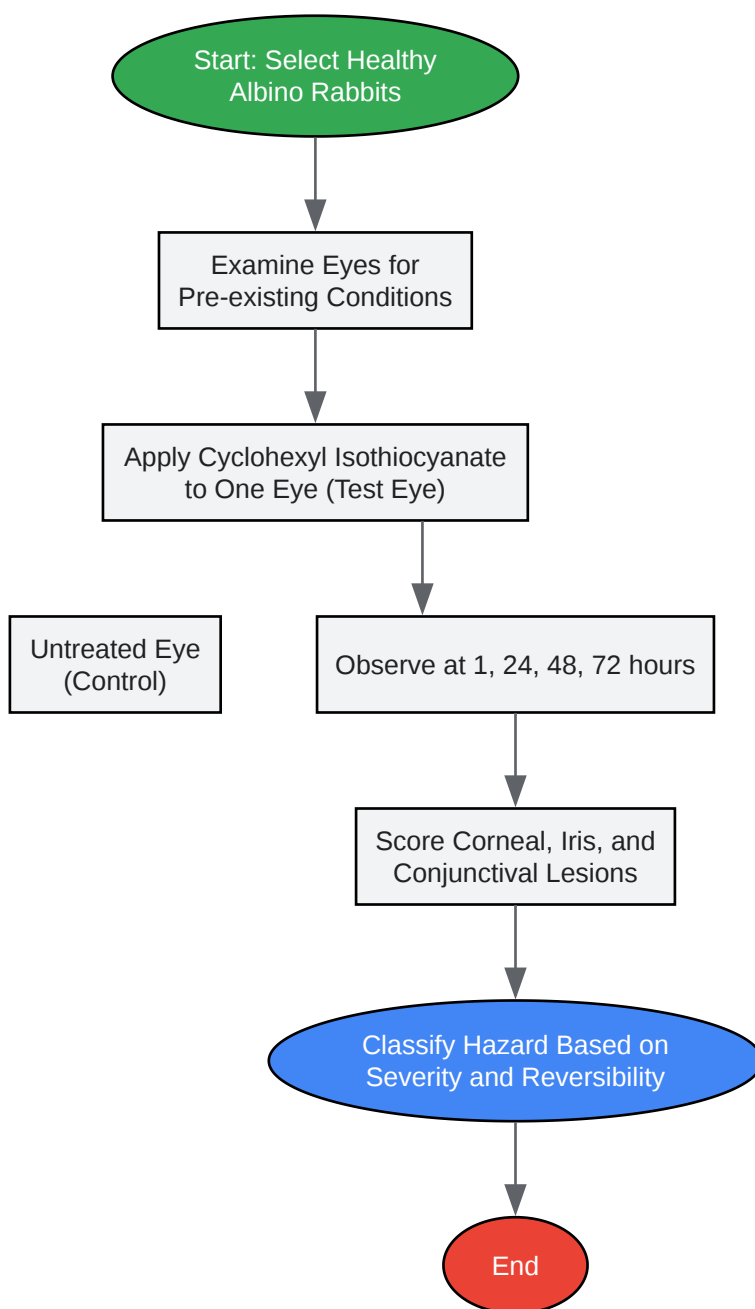 Start: Select Healthy
Albino Rabbits
Examine Eyes for
Pre-existing Conditions
Apply Cyclohexyl Isothiocyanate
to One Eye (Test Eye)
Untreated Eye
(Control)
Observe at 1, 24, 48, 72 hours
Score Corneal, Iris, and
Conjunctival Lesions
Classify Hazard Based on
Severity and Reversibility
End